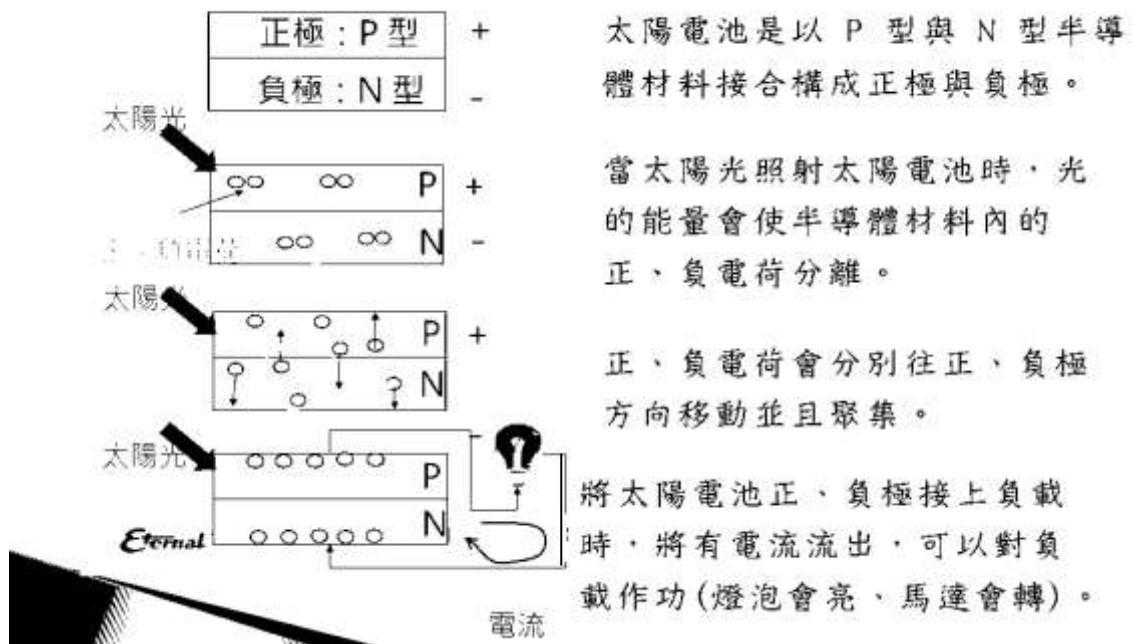 正極：P型 +
負極：N型 -
太陽電池是以 P 型與 N 型半導
體材料接合構成正極與負極。
太陽光
P +
N -
當太陽光照射太陽電池時，光
的能量會使半導體材料內的
正、負電荷分離。
太陽光
P +
N
正、負電荷會分別往正、負極
方向移動並且聚集。
太陽光
-
P
N
Eternal
將太陽電池正、負極接上負載
時，將有電流流出，可以對負
載作功(燈泡會亮、馬達會轉)。
電流